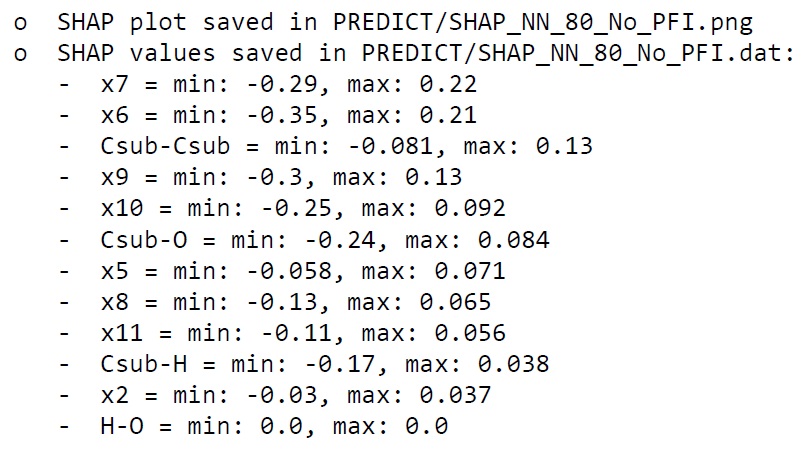 o SHAP plot saved in PREDICT/SHAP_NN_80_No_PFI.png
o SHAP values saved in PREDICT/SHAP_NN_80_No_PFI.dat:
- x7 = min: -0.29, max: 0.22
- x6 = min: -0.35, max: 0.21
- Csub-Csub = min: -0.081, max: 0.13
- x9 = min: -0.3, max: 0.13
- x10 = min: -0.25, max: 0.092
- Csub-O = min: -0.24, max: 0.084
- x5 = min: -0.058, max: 0.071
- x8 = min: -0.13, max: 0.065
- x11 = min: -0.11, max: 0.056
- Csub-H = min: -0.17, max: 0.038
- x2 = min: -0.03, max: 0.037
- H-O = min: 0.0, max: 0.0